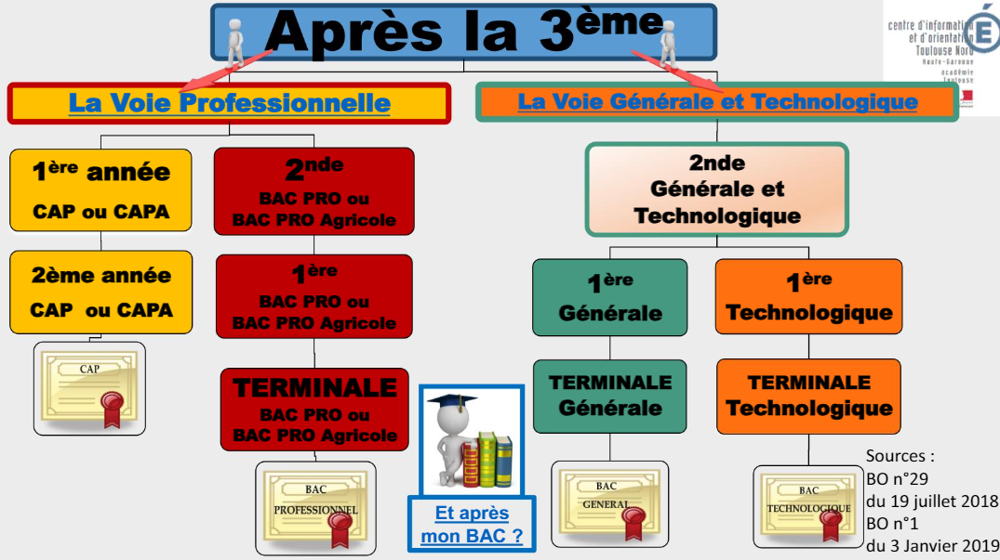 Après la 3ème
centre d'information
et d'orientation
Toulouse Nord
Haute-Garonne
académie
Toulouse
La Voie Professionnelle
La Voie Générale et Technologique
1ère année
CAP ou CAPA
2nde
BAC PRO ou
BAC PRO Agricole
2nde
Générale et
Technologique
2ème année
CAP ou CAPA
1ère
BAC PRO ou
BAC PRO Agricole
1ère
Générale
1ère
Technologique
CAP
TERMINALE
BAC PRO ou
BAC PRO Agricole
TERMINALE
Générale
TERMINALE
Technologique
BAC
PROFESSIONNEL
Et après
mon BAC ?
BAC
GENERAL
BAC
TECHNOLOGIQUE
Sources :
BO n°29
du 19 juillet 2018
BO n°1
du 3 Janvier 2019